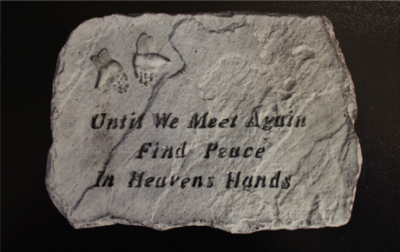 Until We Meet Again
Find Peace
In Heavens Hands